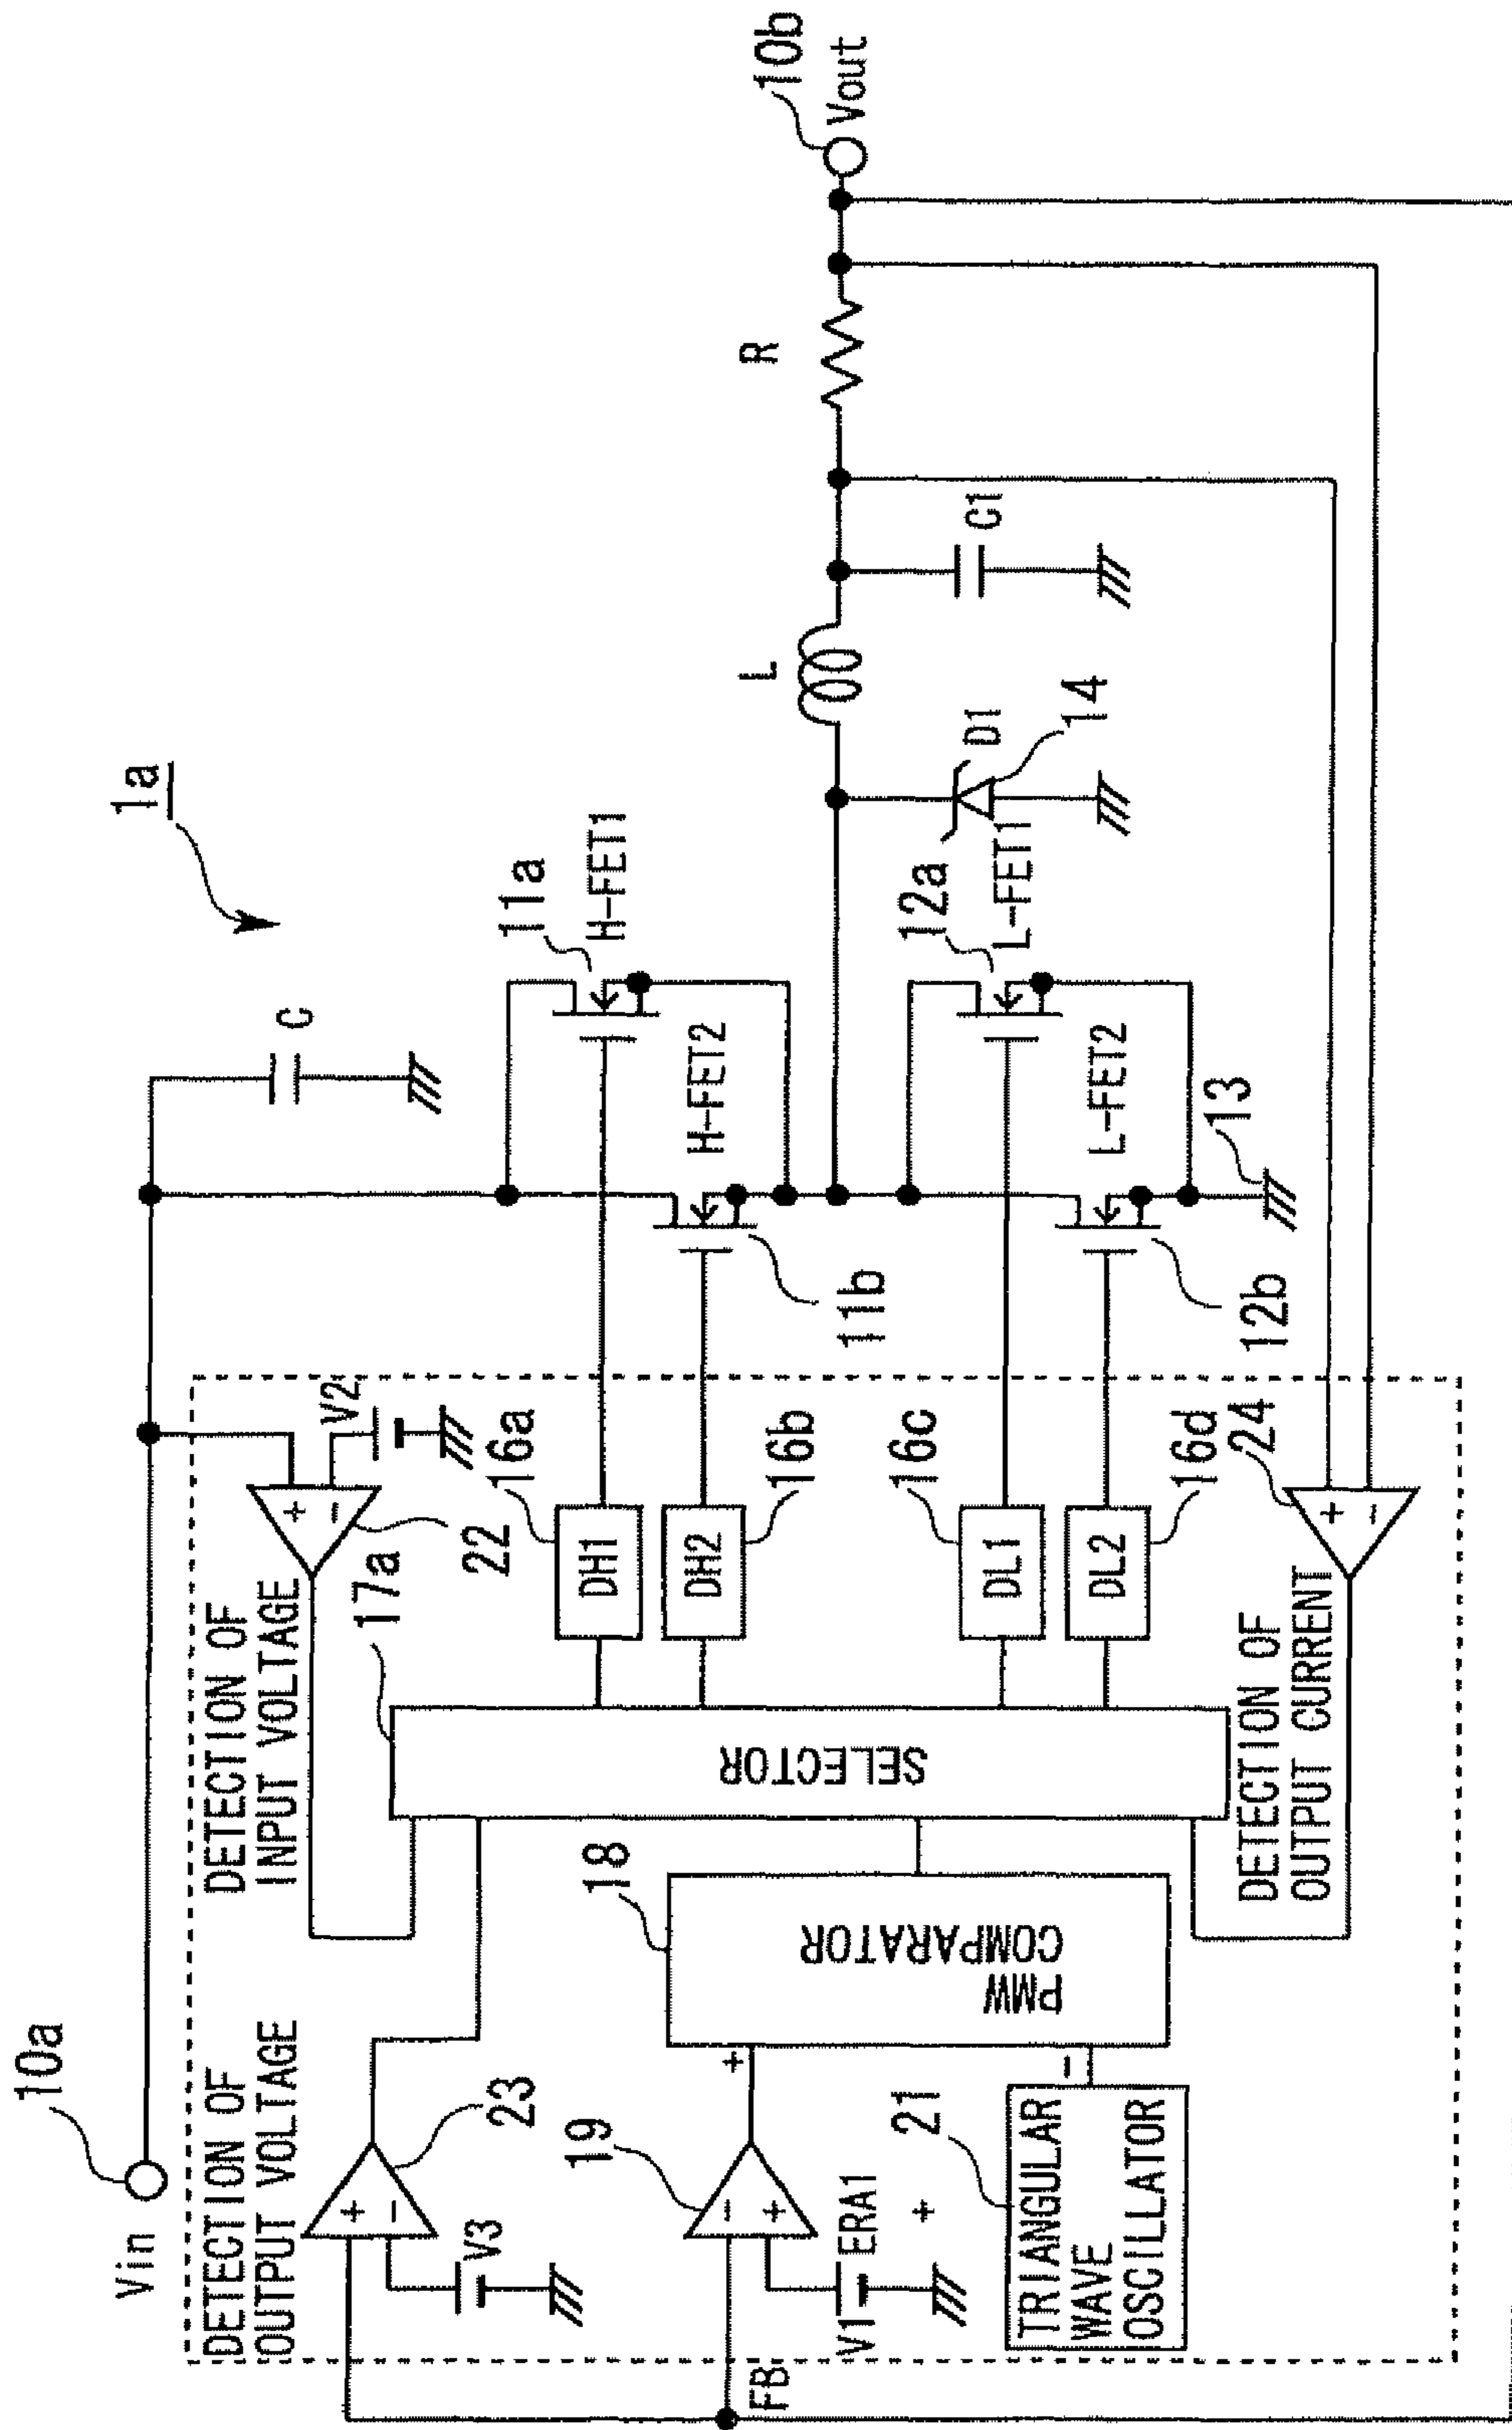 1a
10a
Vin
DETECTION OF
OUTPUT VOLTAGE
DETECTION OF
INPUT VOLTAGE
+
−
23
V3
+
−
22
V2
C
17a
SELECTOR
16a
DH1
16b
DH2
16c
DL1
16d
DL2
11a
H-FET1
H-FET2
11b
12a
L-FET1
L-FET2
12b
13
L
D1
14
C1
R
10b
Vout
19
−
+
V1
ERA1
FB
+
−
+
18
PMW
COMPARATOR
21
TRIANGULAR
WAVE
OSCILLATOR
DETECTION OF
OUTPUT CURRENT
24
+
−